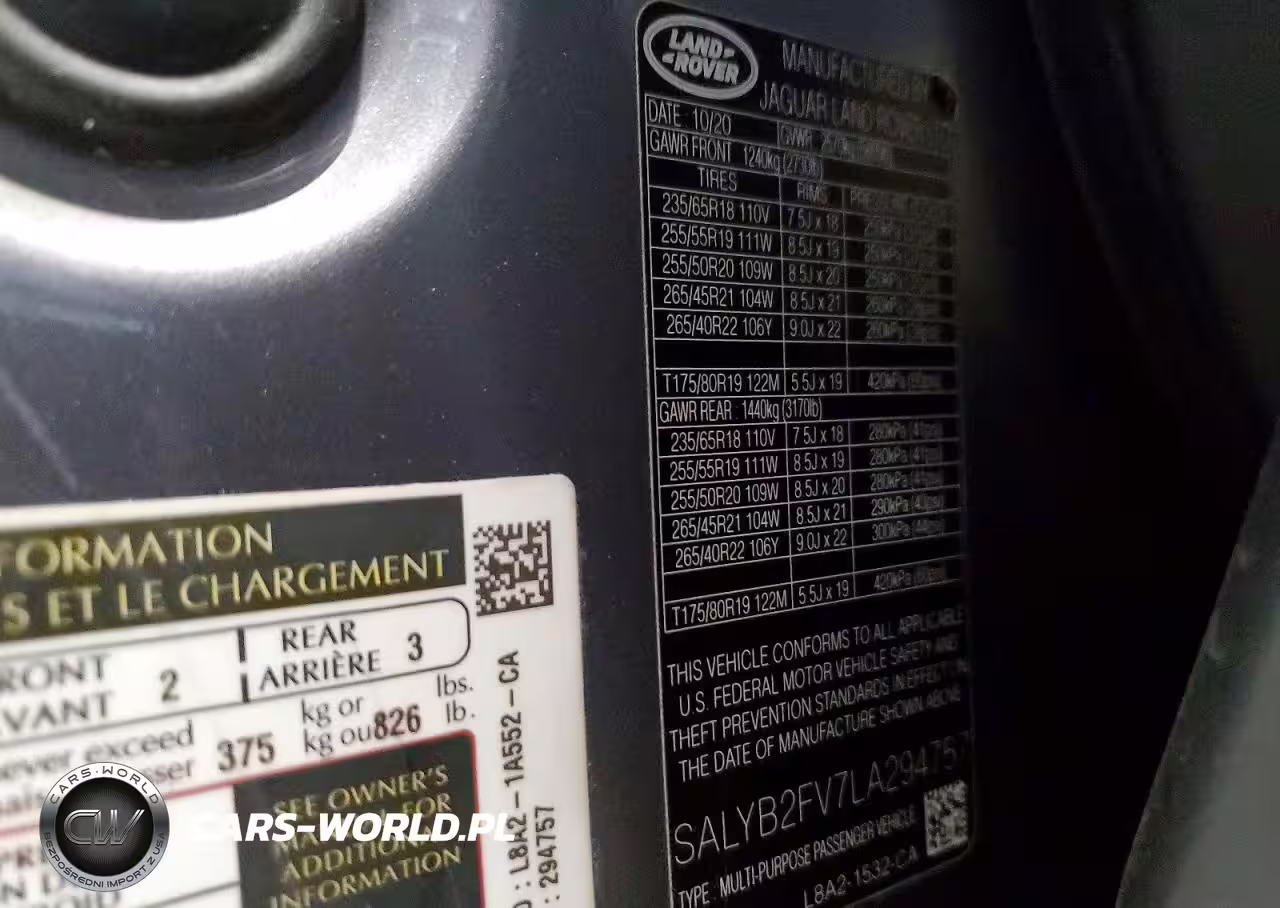 LAND-
-ROVER
MANUFACTURED BY
JAGUAR LAND
DATE : 10/20
GVWR :
GAWR FRONT 1240kg (2730lb)
TIRES RIMS
235/65R18 110V 7.5J x 18
255/55R19 111W 8.5J x 19
255/50R20 109W 8.5J x 20
265/45R21 104W 8.5J x 21
265/40R22 106Y 9.0J x 22
T175/80R19 122M 5.5J x 19 420kPa
GAWR REAR : 1440kg (3170lb)
235/65R18 110V 7.5J x 18 280kPa (41psi)
255/55R19 111W 8.5J x 19 280kPa (41psi)
255/50R20 109W 8.5J x 20 280kPa
265/45R21 104W 8.5J x 21 290kPa
265/40R22 106Y 9.0J x 22 300kPa (44psi)
T175/80R19 122M 5.5J x 19 420kPa (60psi)
THIS VEHICLE CONFORMS TO ALL APPLICABLE
U.S. FEDERAL MOTOR VEHICLE SAFETY AND
THEFT PREVENTION STANDARDS IN EFFECT ON
THE DATE OF MANUFACTURE SHOWN ABOVE
SALYB2FV7LA294757
TYPE : MULTI-PURPOSE PASSENGER VEHICLE
L8A2-1532-CA
FORMATION
S ET LE CHARGEMENT
RONT
VANT 2
REAR
ARRIÈRE 3
ever exceed 375 kg or 826 lbs.
sser kg ou lb.
SEE OWNER'S
MANUAL FOR
ADDITIONAL
INFORMATION
: L8A2-1A552-CA
: 294757
CARS-WORLD
CW
BEZPOŚREDNI IMPORT Z USA
CARS-WORLD.PL